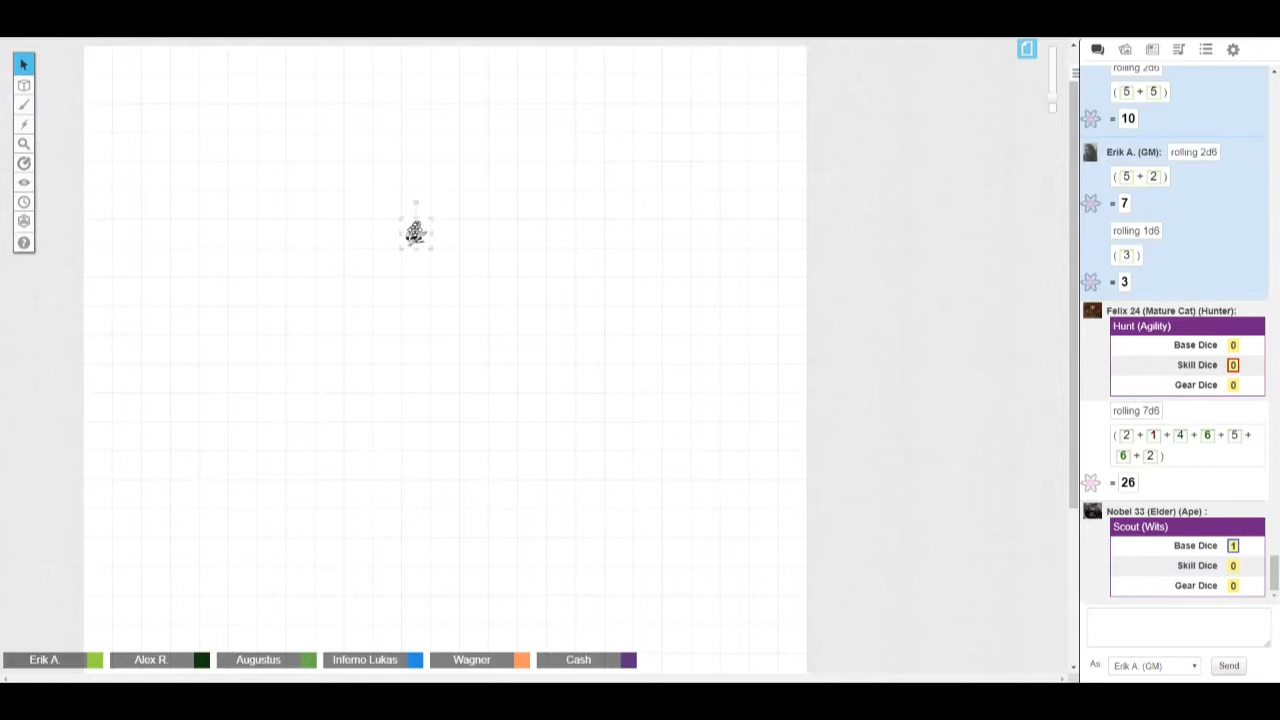 rolling 2d6
( 5 + 5 )
= 10
Erik A. (GM): rolling 2d6
( 5 + 2 )
= 7
rolling 1d6
( 3 )
= 3
Felix 24 (Mature Cat) (Hunter):
Hunt (Agility)
Base Dice 0
Skill Dice 0
Gear Dice 0
rolling 7d6
( 2 + 1 + 4 + 6 + 5 +
6 + 2 )
= 26
Nobel 33 (Elder) (Ape) :
Scout (Wits)
Base Dice 1
Skill Dice 0
Gear Dice 0
As: Erik A. (GM) Send
Erik A. Alex R. Augustus Inferno Lukas Wagner Cash